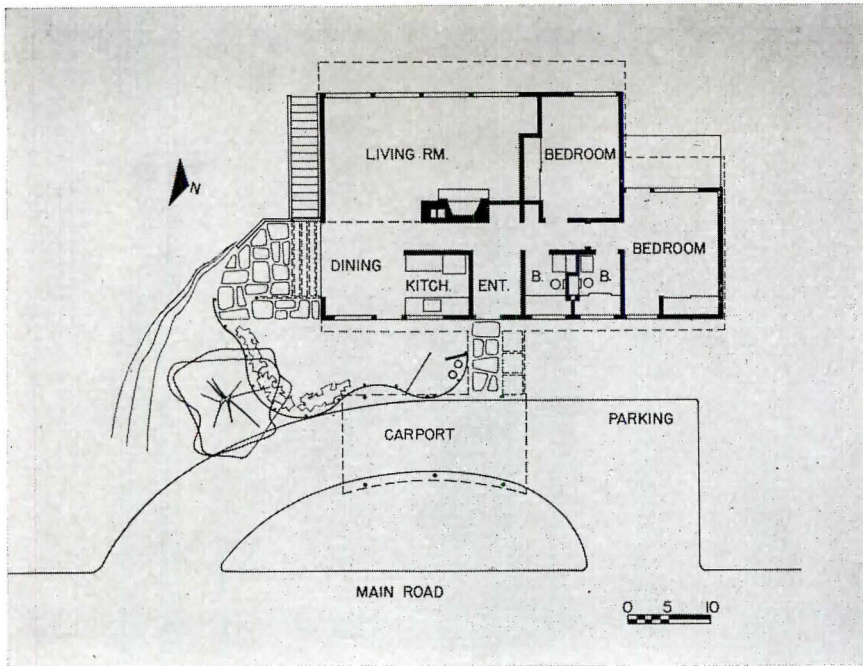 LIVING RM.
BEDROOM
N
DINING
KITCH.
ENT.
B.
B.
BEDROOM
CARPORT
PARKING
MAIN ROAD
0 5 10